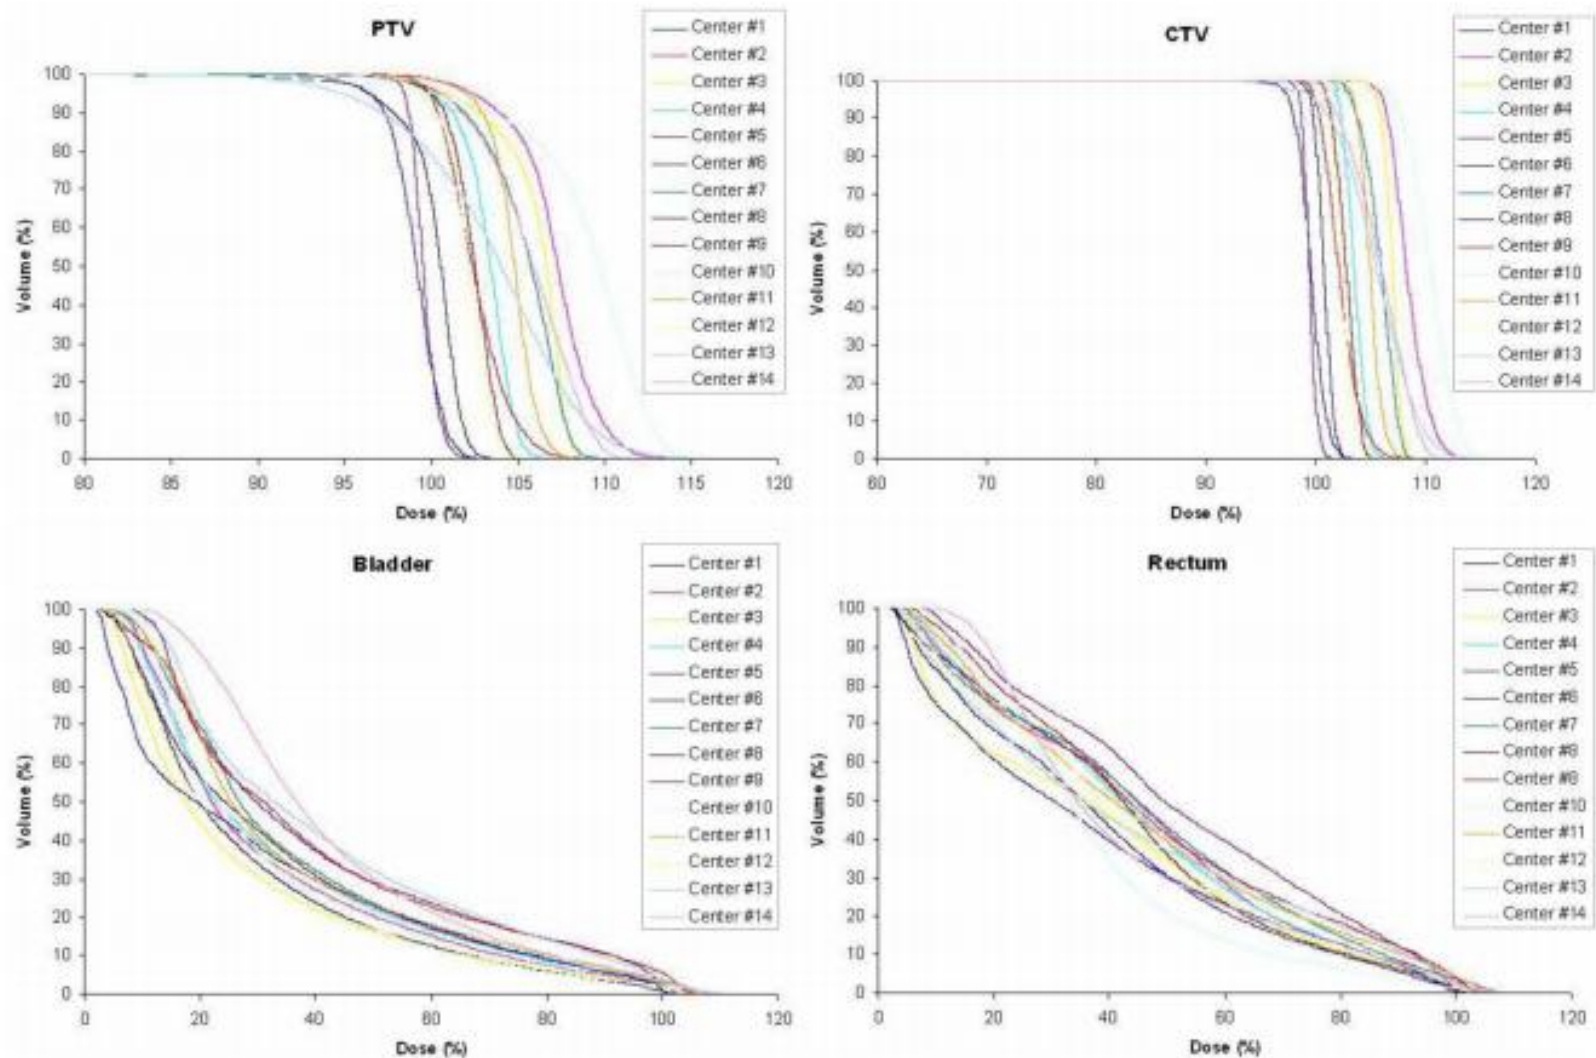 PTV
Volume (%)
100
90
80
70
60
50
40
30
20
10
0
80
85
90
95
100
105
110
115
120
Dose (%)
Center #1
Center #2
Center #3
Center #4
Center #5
Center #6
Center #7
Center #8
Center #9
Center #10
Center #11
Center #12
Center #13
Center #14
CTV
Volume (%)
100
90
80
70
60
50
40
30
20
10
0
60
70
80
90
100
110
120
Dose (%)
Center #1
Center #2
Center #3
Center #4
Center #5
Center #6
Center #7
Center #8
Center #9
Center #10
Center #11
Center #12
Center #13
Center #14
Bladder
Volume (%)
100
90
80
70
60
50
40
30
20
10
0
0
20
40
60
80
100
120
Dose (%)
Center #1
Center #2
Center #3
Center #4
Center #5
Center #6
Center #7
Center #8
Center #9
Center #10
Center #11
Center #12
Center #13
Center #14
Rectum
Volume (%)
100
90
80
70
60
50
40
30
20
10
0
0
20
40
60
80
100
120
Dose (%)
Center #1
Center #2
Center #3
Center #4
Center #5
Center #6
Center #7
Center #8
Center #9
Center #10
Center #11
Center #12
Center #13
Center #14